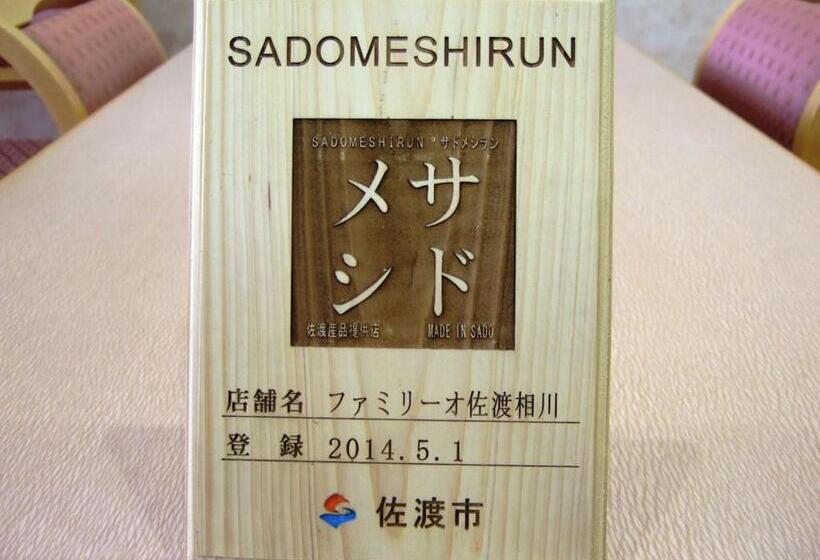 SADOMESHIRUN
SADOMESHIRUN * サドメシラン
サド
メシ
佐渡産品提供店 MADE IN SADO
店舗名 ファミリーオ佐渡相川
登録 2014.5.1
佐渡市